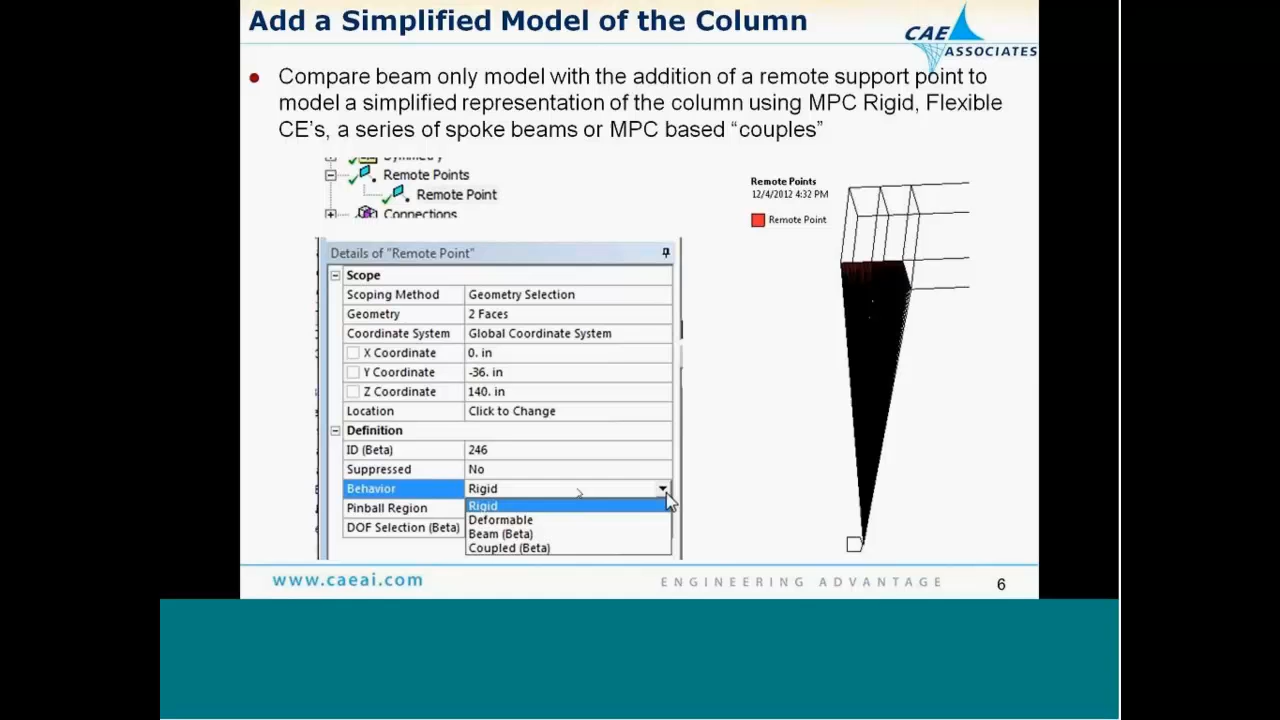 Add a Simplified Model of the Column
CAE
ASSOCIATES
Compare beam only model with the addition of a remote support point to
model a simplified representation of the column using MPC Rigid, Flexible
CE's, a series of spoke beams or MPC based “couples”
Symmetry
Remote Points
Remote Point
Connections
Remote Points
12/4/2012 4:32 PM
Remote Point
Details of "Remote Point"
Scope
Scoping Method Geometry Selection
Geometry 2 Faces
Coordinate System Global Coordinate System
X Coordinate 0. in
Y Coordinate -36. in
Z Coordinate 140. in
Location Click to Change
Definition
ID (Beta) 246
Suppressed No
Behavior Rigid
Pinball Region Rigid
DOF Selection (Beta) Deformable
Beam (Beta)
Coupled (Beta)
www.caeai.com ENGINEERING ADVANTAGE 6